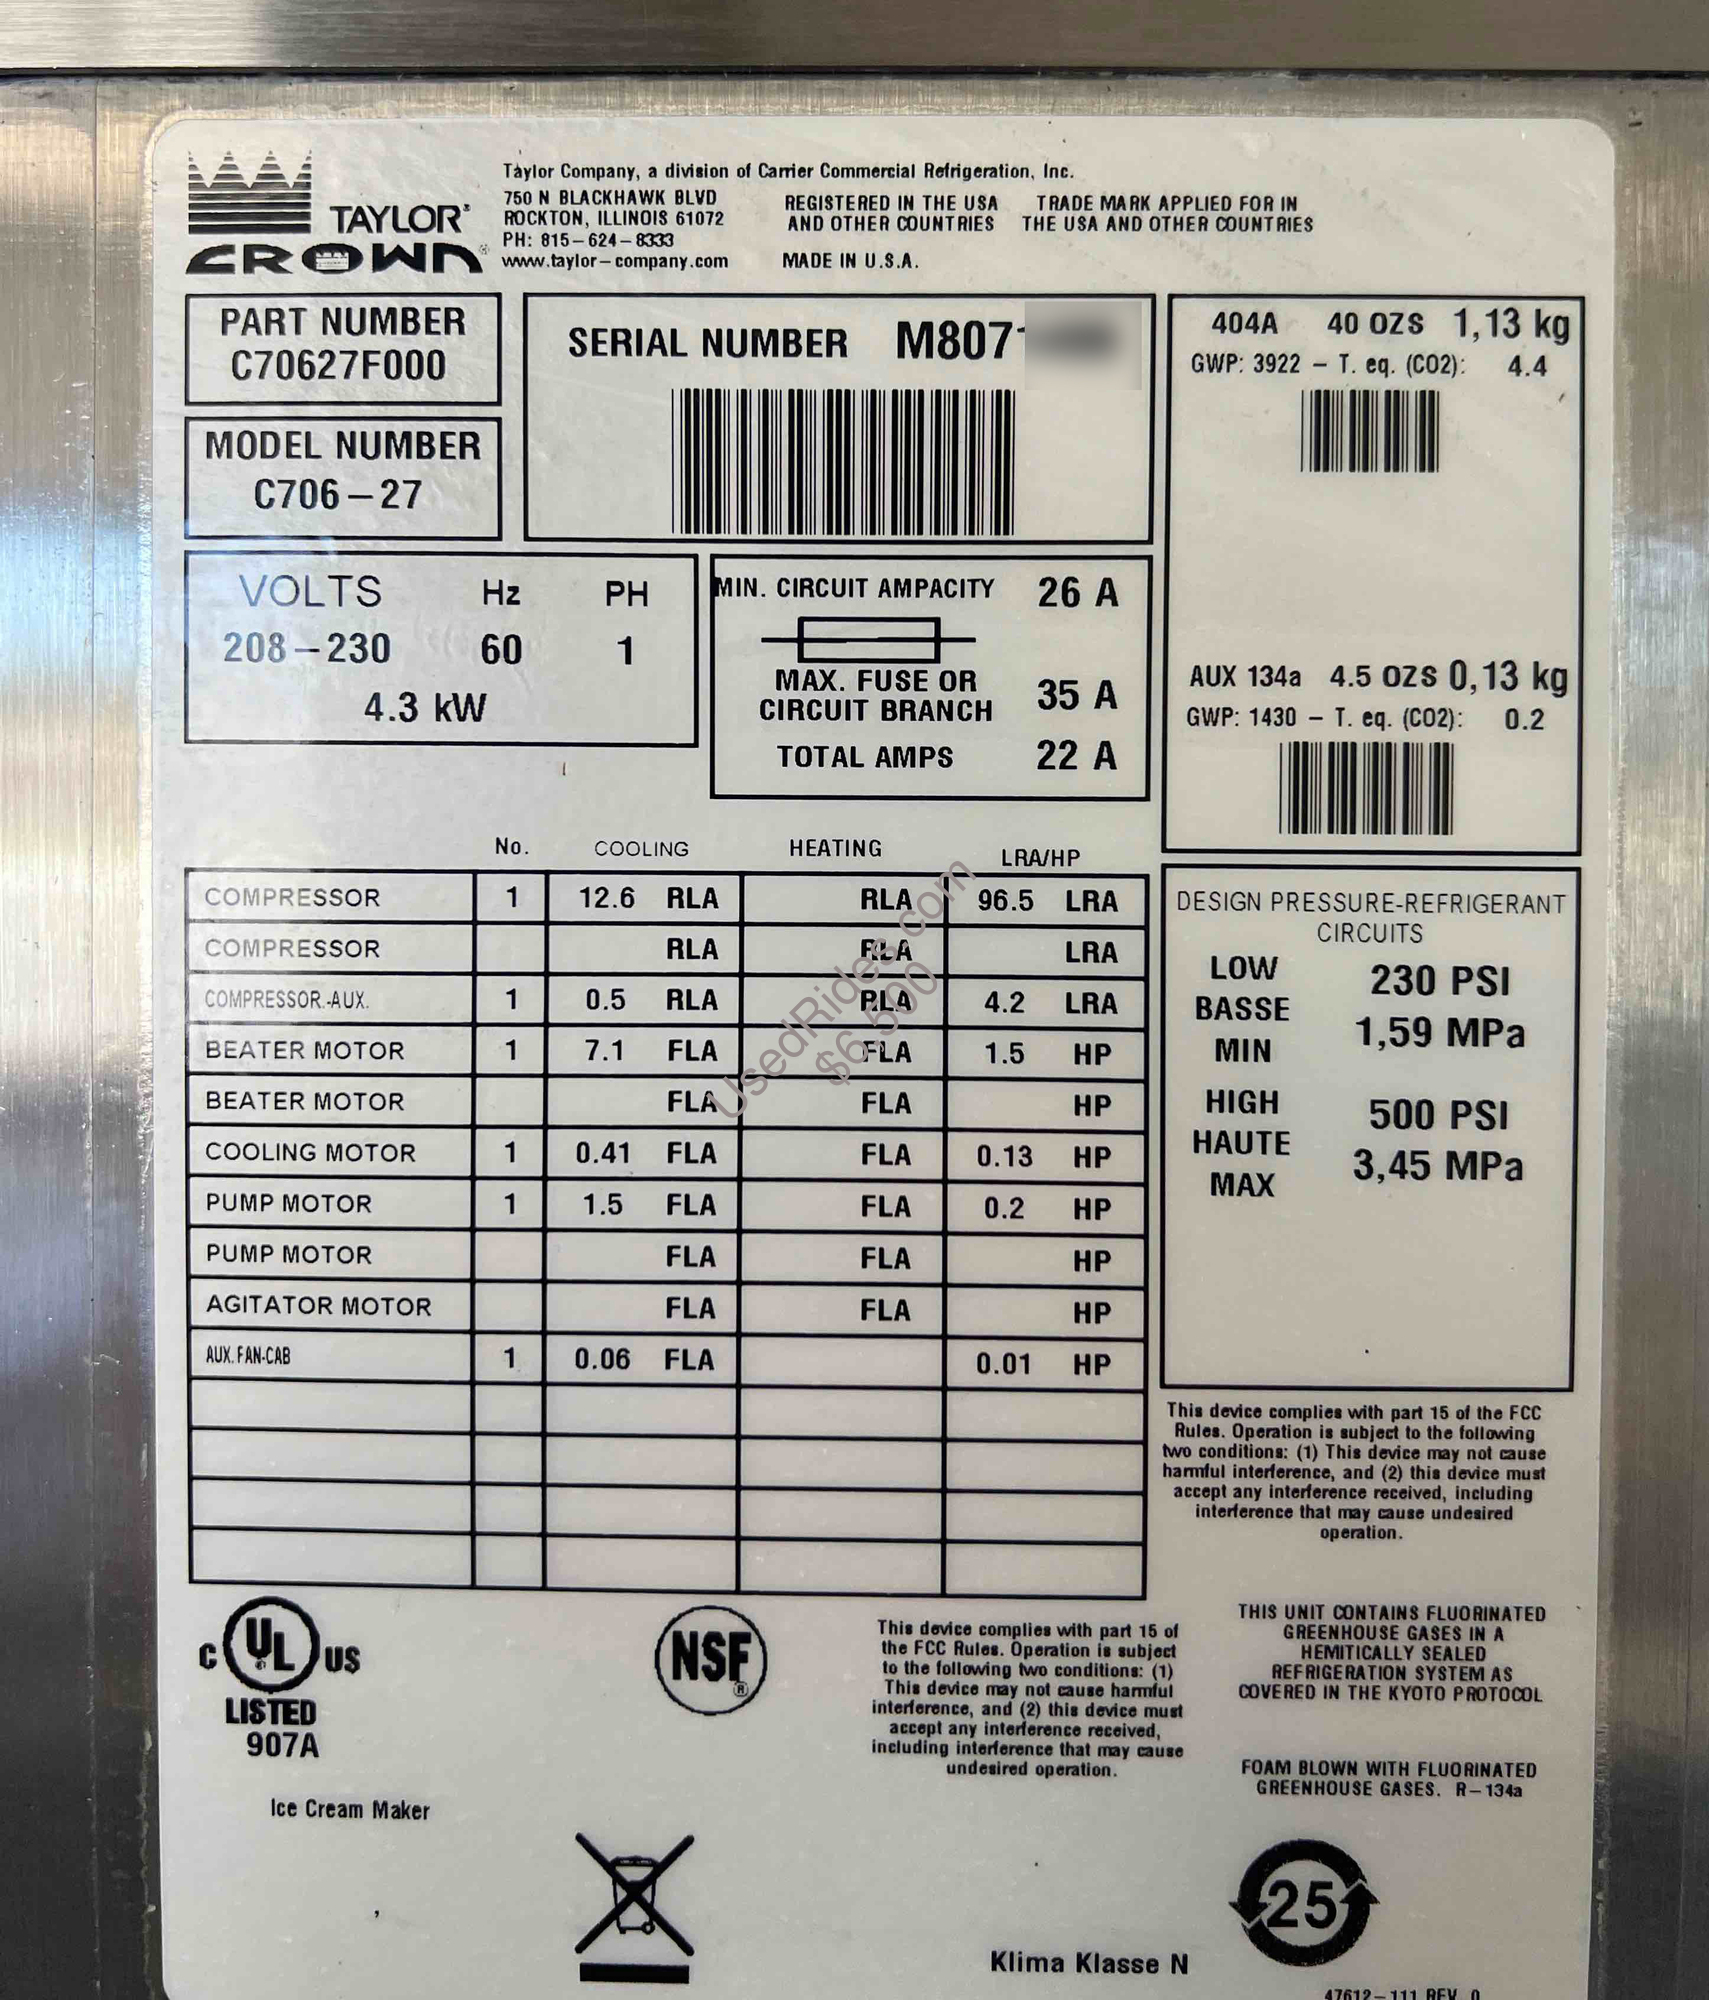 TAYLOR®
CROWN®
Taylor Company, a division of Carrier Commercial Refrigeration, Inc.
750 N BLACKHAWK BLVD
ROCKTON, ILLINOIS 61072
PH: 815-624-8333
www.taylor-company.com
REGISTERED IN THE USA
AND OTHER COUNTRIES
TRADE MARK APPLIED FOR IN
THE USA AND OTHER COUNTRIES
MADE IN U.S.A.
PART NUMBER
C70627F000
MODEL NUMBER
C706-27
SERIAL NUMBER M807
404A 40 OZS 1,13 kg
GWP: 3922 - T. eq. (CO2): 4.4
AUX 134a 4.5 OZS 0,13 kg
GWP: 1430 - T. eq. (CO2): 0.2
VOLTS Hz PH
208-230 60 1
4.3 kW
MIN. CIRCUIT AMPACITY 26 A
MAX. FUSE OR
CIRCUIT BRANCH 35 A
TOTAL AMPS 22 A
No. COOLING HEATING LRA/HP
COMPRESSOR 1 12.6 RLA RLA 96.5 LRA
COMPRESSOR RLA RLA LRA
COMPRESSOR.-AUX. 1 0.5 RLA RLA 4.2 LRA
BEATER MOTOR 1 7.1 FLA FLA 1.5 HP
BEATER MOTOR FLA FLA HP
COOLING MOTOR 1 0.41 FLA FLA 0.13 HP
PUMP MOTOR 1 1.5 FLA FLA 0.2 HP
PUMP MOTOR FLA FLA HP
AGITATOR MOTOR FLA FLA HP
AUX. FAN-CAB 1 0.06 FLA 0.01 HP
UsedRides.com
$6,500
DESIGN PRESSURE-REFRIGERANT
CIRCUITS
LOW
BASSE
MIN
230 PSI
1,59 MPa
HIGH
HAUTE
MAX
500 PSI
3,45 MPa
This device complies with part 15 of the FCC
Rules. Operation is subject to the following
two conditions: (1) This device may not cause
harmful interference, and (2) this device must
accept any interference received, including
interference that may cause undesired
operation.
C UL US
LISTED
907A
Ice Cream Maker
NSF®
This device complies with part 15 of
the FCC Rules. Operation is subject
to the following two conditions: (1)
This device may not cause harmful
interference, and (2) this device must
accept any interference received,
including interference that may cause
undesired operation.
THIS UNIT CONTAINS FLUORINATED
GREENHOUSE GASES IN A
HEMITICALLY SEALED
REFRIGERATION SYSTEM AS
COVERED IN THE KYOTO PROTOCOL
FOAM BLOWN WITH FLUORINATED
GREENHOUSE GASES. R-134a
25
Klima Klasse N
47612-111 REV. 0